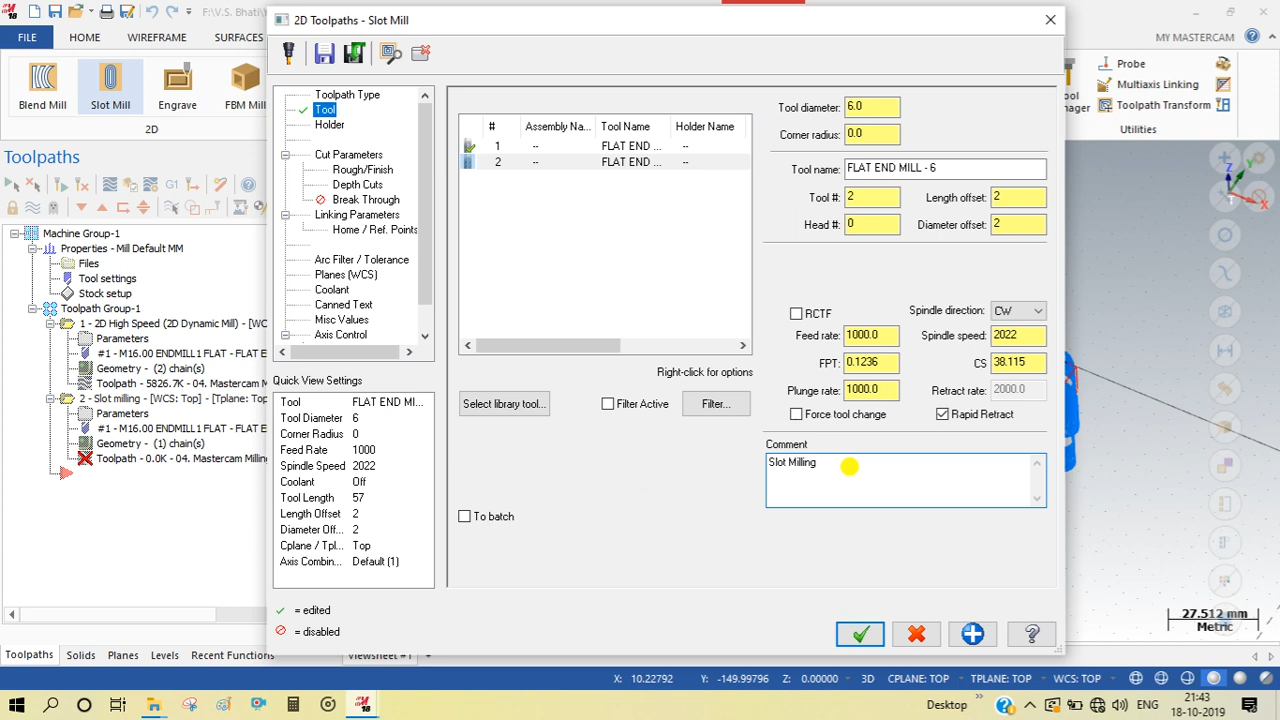 18
F:\V.S. Bhati
2D Toolpaths - Slot Mill
FILE
HOME
WIREFRAME
SURFACES
MY MASTERCAM
Blend Mill
Slot Mill
Engrave
FBM Mill
2D
Probe
Multiaxis Linking
Toolpath Transform
Utilities
Toolpaths
G1
Machine Group-1
Properties - Mill Default MM
Files
Tool settings
Stock setup
Toolpath Group-1
1 - 2D High Speed (2D Dynamic Mill) - [WCS:
Parameters
#1 - M16.00 ENDMILL1 FLAT - FLAT E
Geometry - (2) chain(s)
Toolpath - 5826.7K - 04. Mastercam M
2 - Slot milling - [WCS: Top] - [Tplane: Top
Parameters
#1 - M16.00 ENDMILL1 FLAT - FLAT E
Geometry - (1) chain(s)
Toolpath - 0.0K - 04. Mastercam Milling
Toolpath Type
Tool
Holder
Cut Parameters
Rough/Finish
Depth Cuts
Break Through
Linking Parameters
Home / Ref. Points
Arc Filter / Tolerance
Planes (WCS)
Coolant
Canned Text
Misc Values
Axis Control
Quick View Settings
Tool FLAT END MI...
Tool Diameter 6
Corner Radius 0
Feed Rate 1000
Spindle Speed 2022
Coolant Off
Tool Length 57
Length Offset 2
Diameter Off... 2
Cplane / Tpl... Top
Axis Combin... Default (1)
= edited
= disabled
# Assembly Na... Tool Name Holder Name
1 -- FLAT END ... --
2 -- FLAT END ... --
Right-click for options
Select library tool...
Filter Active
Filter...
To batch
Tool diameter: 6.0
Corner radius: 0.0
Tool name: FLAT END MILL - 6
Tool #: 2 Length offset: 2
Head #: 0 Diameter offset: 2
RCTF Spindle direction: CW
Feed rate: 1000.0 Spindle speed: 2022
FPT: 0.1236 CS 38.115
Plunge rate: 1000.0 Retract rate: 2000.0
Force tool change Rapid Retract
Comment
Slot Milling
Z
Y
X
27.512 mm
Metric
Toolpaths
Solids
Planes
Levels
Recent Functions
Viewsheet #1
X: 10.22792 Y: -149.99796 Z: 0.00000 3D CPLANE: TOP TPLANE: TOP WCS: TOP
18
Desktop
ENG
21:43
18-10-2019